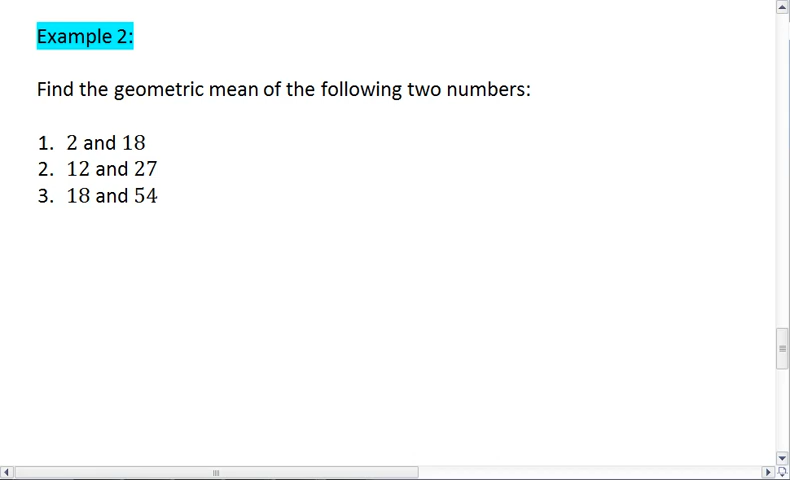 Example 2:
Find the geometric mean of the following two numbers:
1. 2 and 18
2. 12 and 27
3. 18 and 54